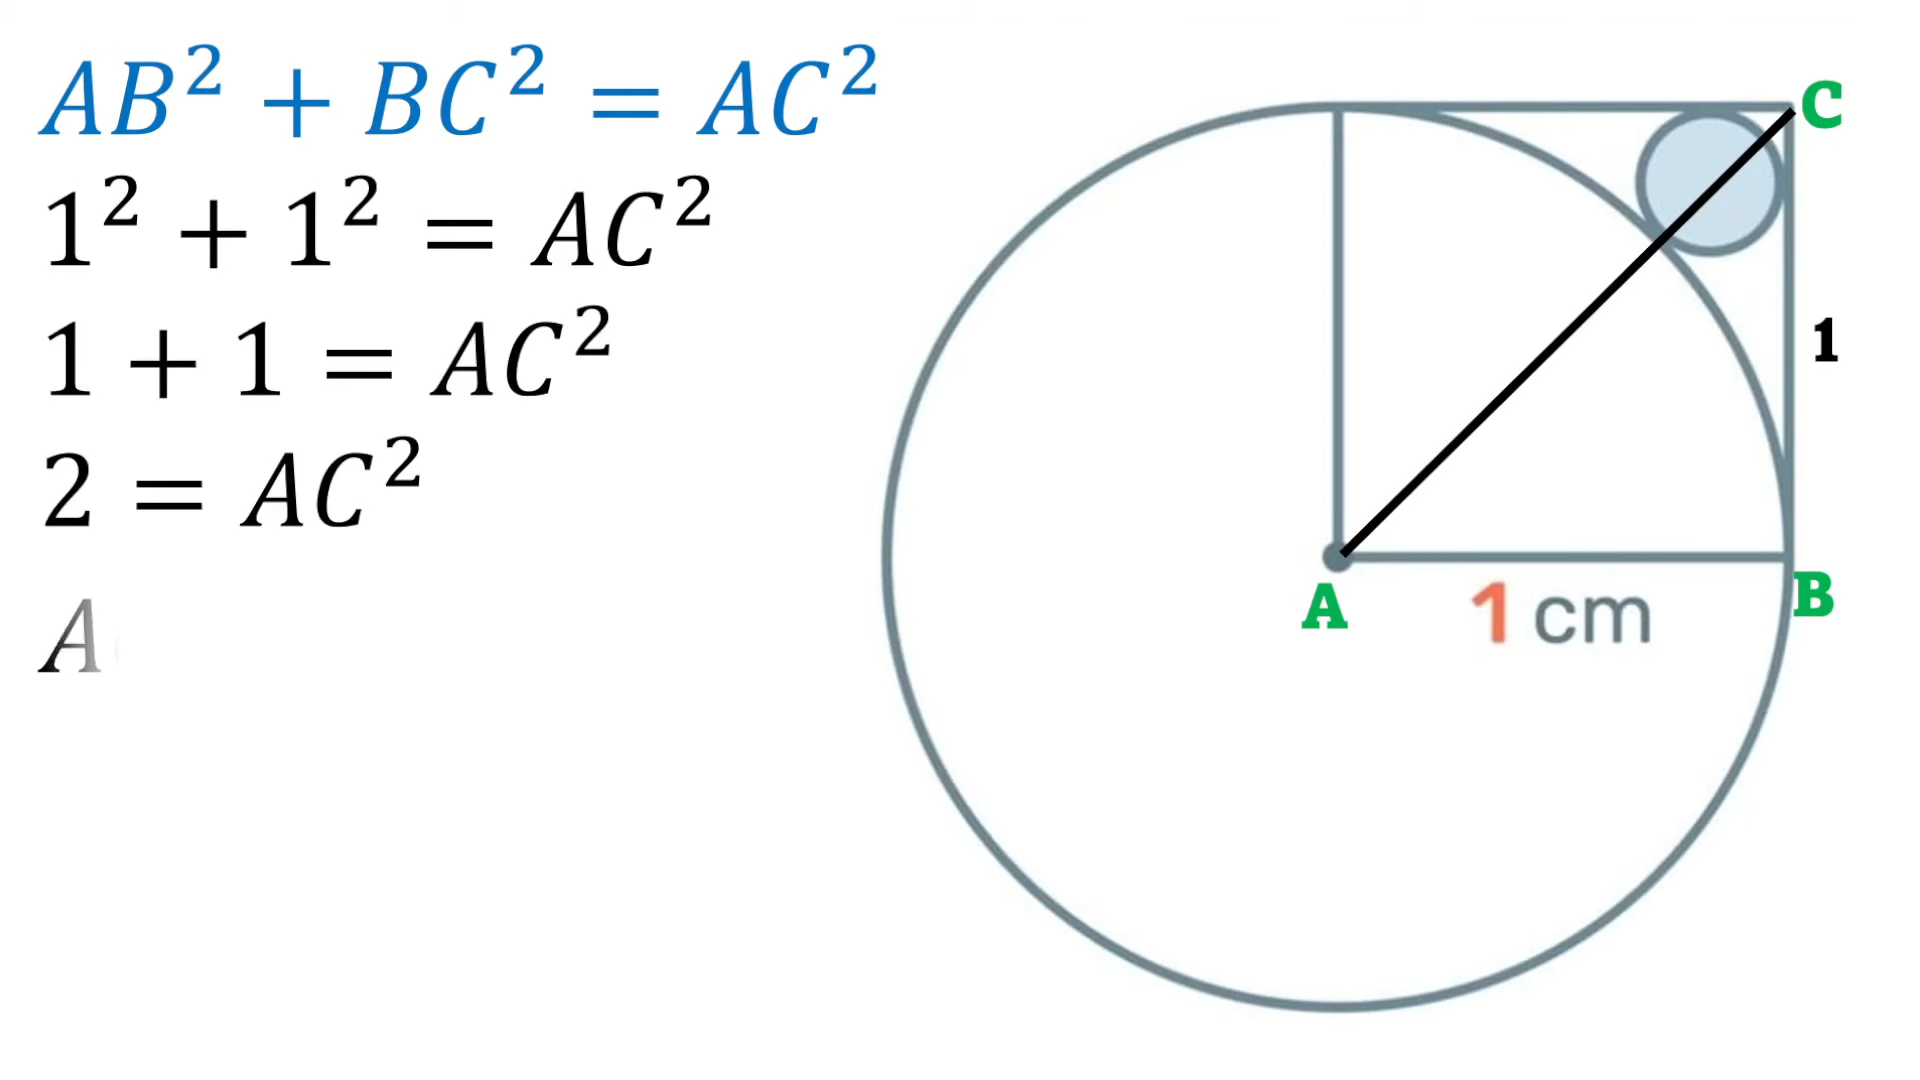 AB² + BC² = AC²
1² + 1² = AC²
1 + 1 = AC²
2 = AC²
A
C
1
A
1 cm
B